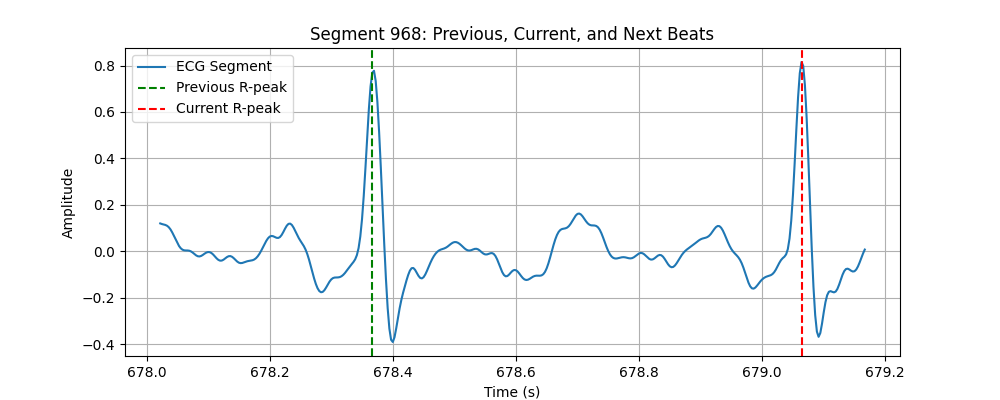 Segment 968: Previous, Current, and Next Beats
ECG Segment
Previous R-peak
Current R-peak
Amplitude
0.8
0.6
0.4
0.2
0.0
−0.2
−0.4
678.0 678.2 678.4 678.6 678.8 679.0 679.2
Time (s)